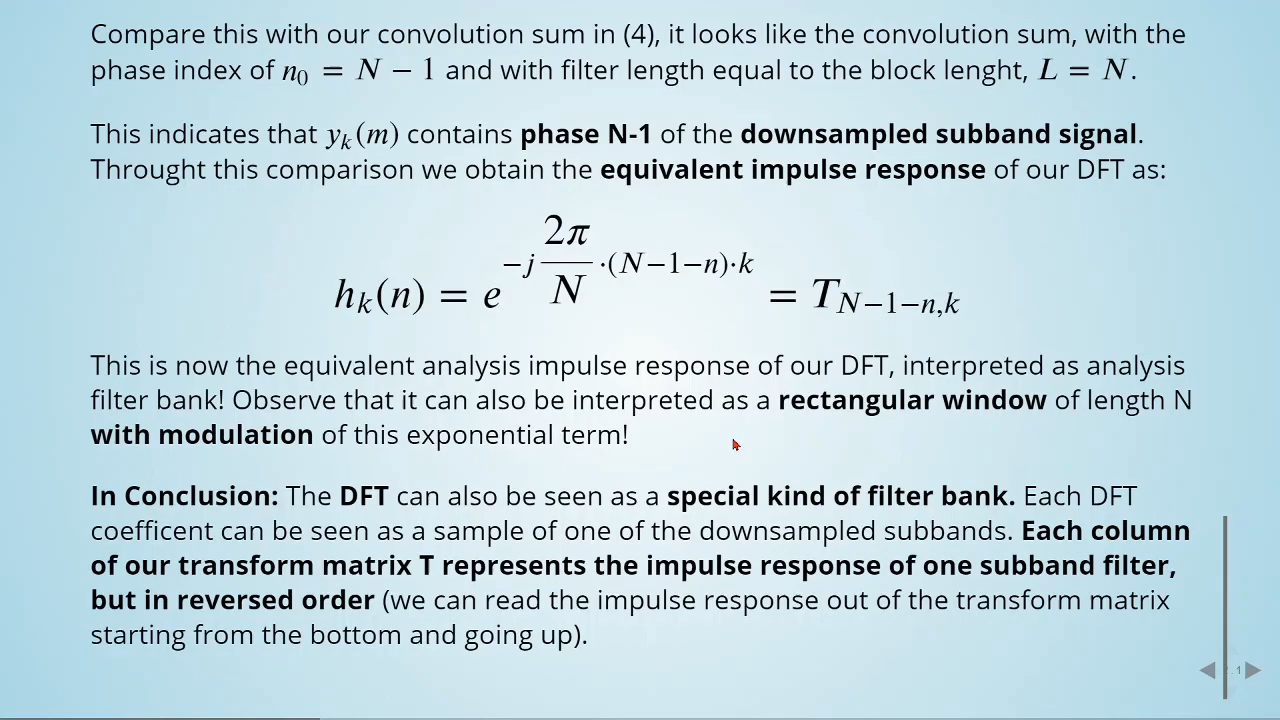 Compare this with our convolution sum in (4), it looks like the convolution sum, with the
phase index of n₀ = N − 1 and with filter length equal to the block lenght, L = N.
This indicates that yₖ(m) contains phase N-1 of the downsampled subband signal.
Throught this comparison we obtain the equivalent impulse response of our DFT as:
hₖ(n) = e^{−j\frac{2π}{N}·(N−1−n)·k} = T_{N−1−n,k}
This is now the equivalent analysis impulse response of our DFT, interpreted as analysis
filter bank! Observe that it can also be interpreted as a rectangular window of length N
with modulation of this exponential term!
In Conclusion: The DFT can also be seen as a special kind of filter bank. Each DFT
coefficent can be seen as a sample of one of the downsampled subbands. Each column
of our transform matrix T represents the impulse response of one subband filter,
but in reversed order (we can read the impulse response out of the transform matrix
starting from the bottom and going up).